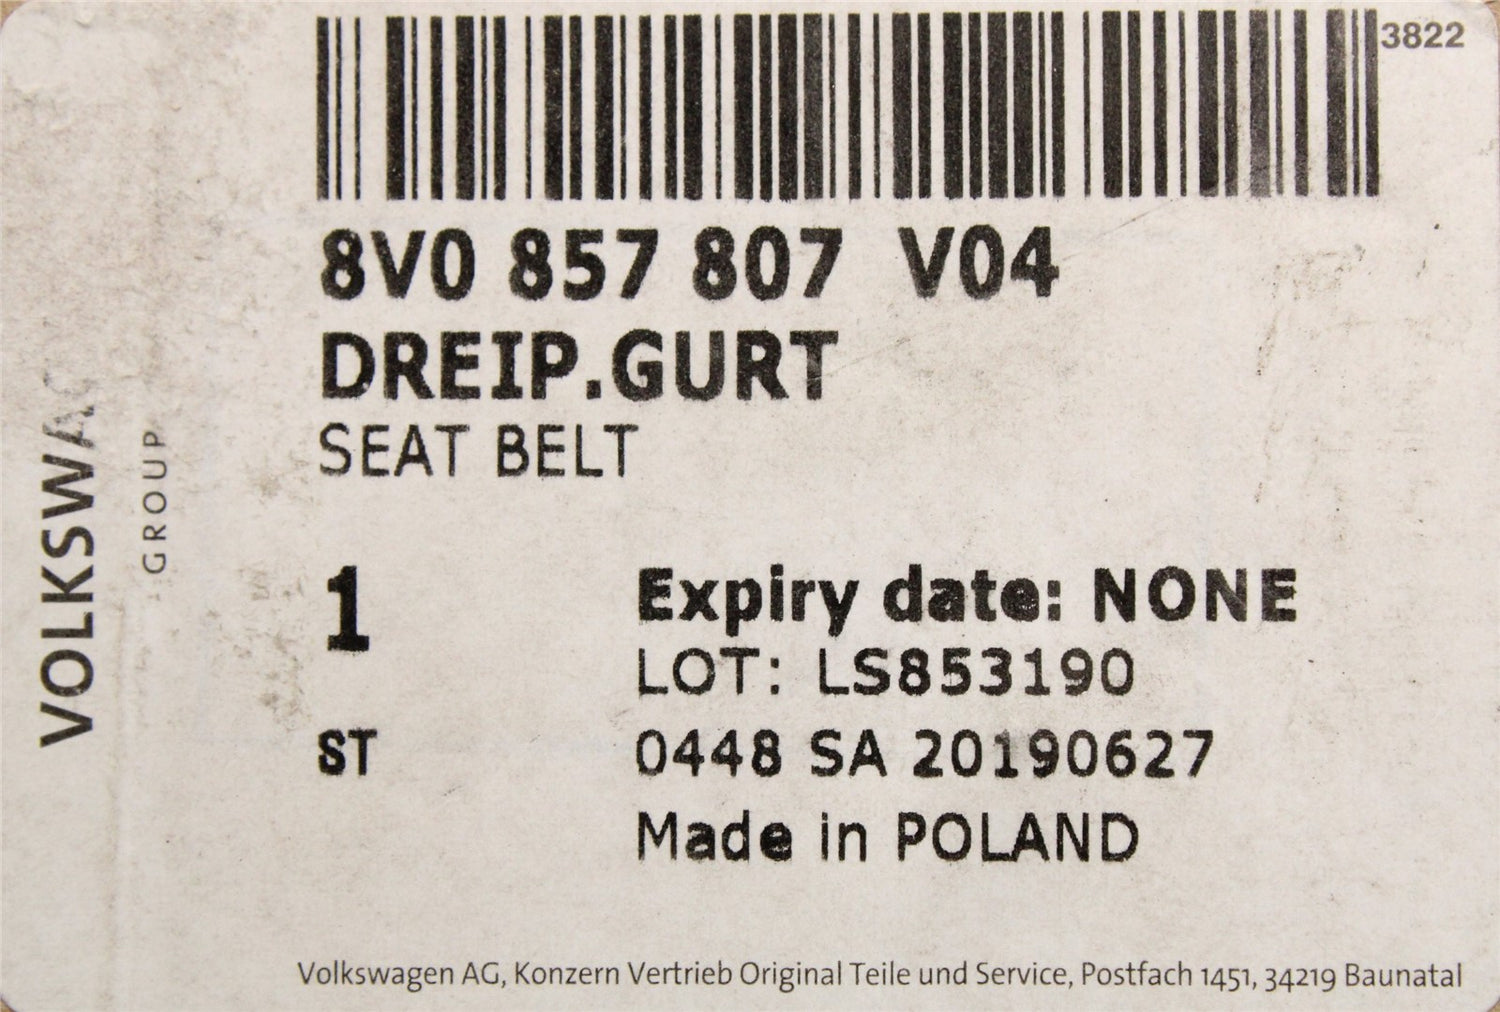 3822
8V0 857 807 V04
DREIP.GURT
SEAT BELT
1
Expiry date: NONE
LOT: LS853190
ST
0448 SA 20190627
Made in POLAND
VOLKSWAG
GROUP
Volkswagen AG, Konzern Vertrieb Original Teile und Service, Postfach 1451, 34219 Baunatal